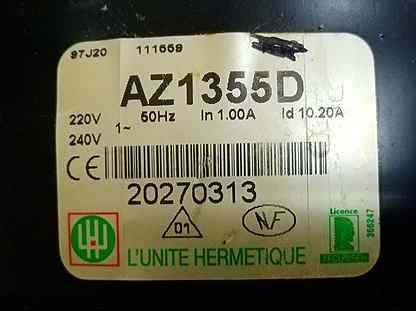 97J20 111669
AZ1355D
220V 50Hz In 1.00A Id 10.20A
240V 1~
CE
20270313
01
NF
Licence
366247
L'UNITE HERMETIQUE